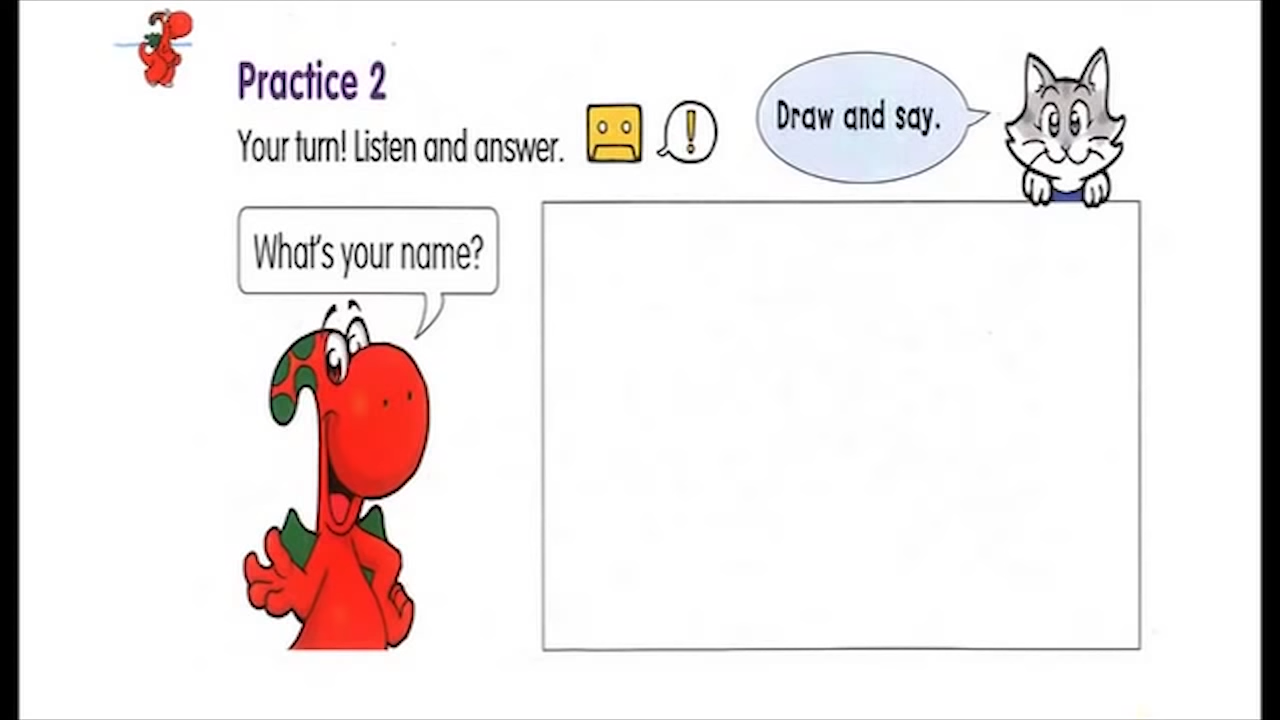 Practice 2
Your turn! Listen and answer.
!
Draw and say.
What's your name?